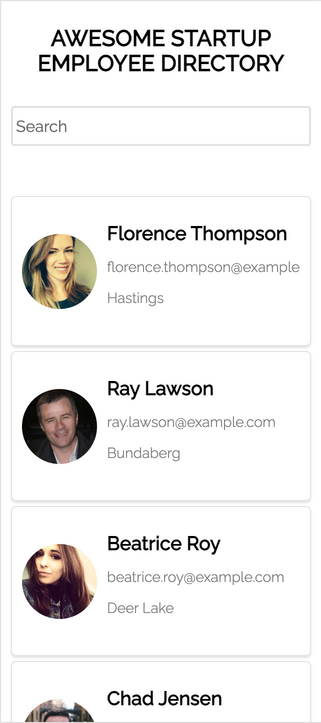 AWESOME STARTUP
EMPLOYEE DIRECTORY
Search
Florence Thompson
florence.thompson@example
Hastings
Ray Lawson
ray.lawson@example.com
Bundaberg
Beatrice Roy
beatrice.roy@example.com
Deer Lake
Chad Jensen